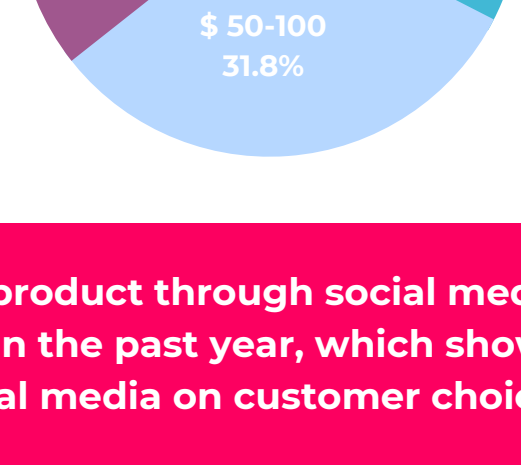 $ 50-100
31.8%
product through social med
n the past year, which show
al media on customer choic